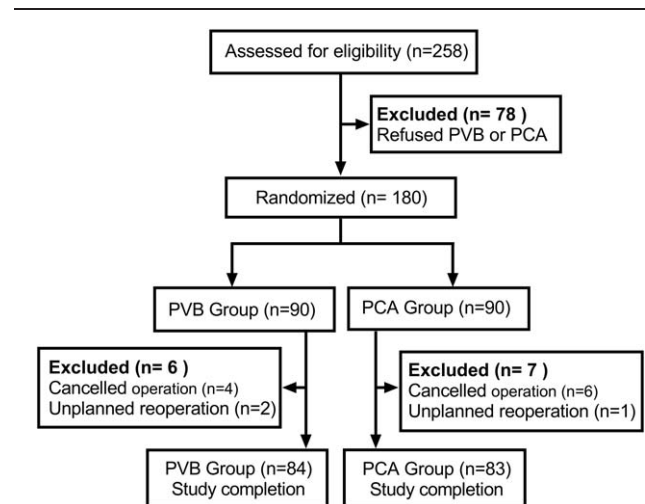 Assessed for eligibility (n=258)
Excluded (n= 78 )
Refused PVB or PCA
Randomized (n= 180)
PVB Group (n=90)
PCA Group (n=90)
Excluded (n= 6 )
Cancelled operation (n=4)
Unplanned reoperation (n=2)
Excluded (n= 7 )
Cancelled operation (n=6)
Unplanned reoperation (n=1)
PVB Group (n=84)
Study completion
PCA Group (n=83)
Study completion